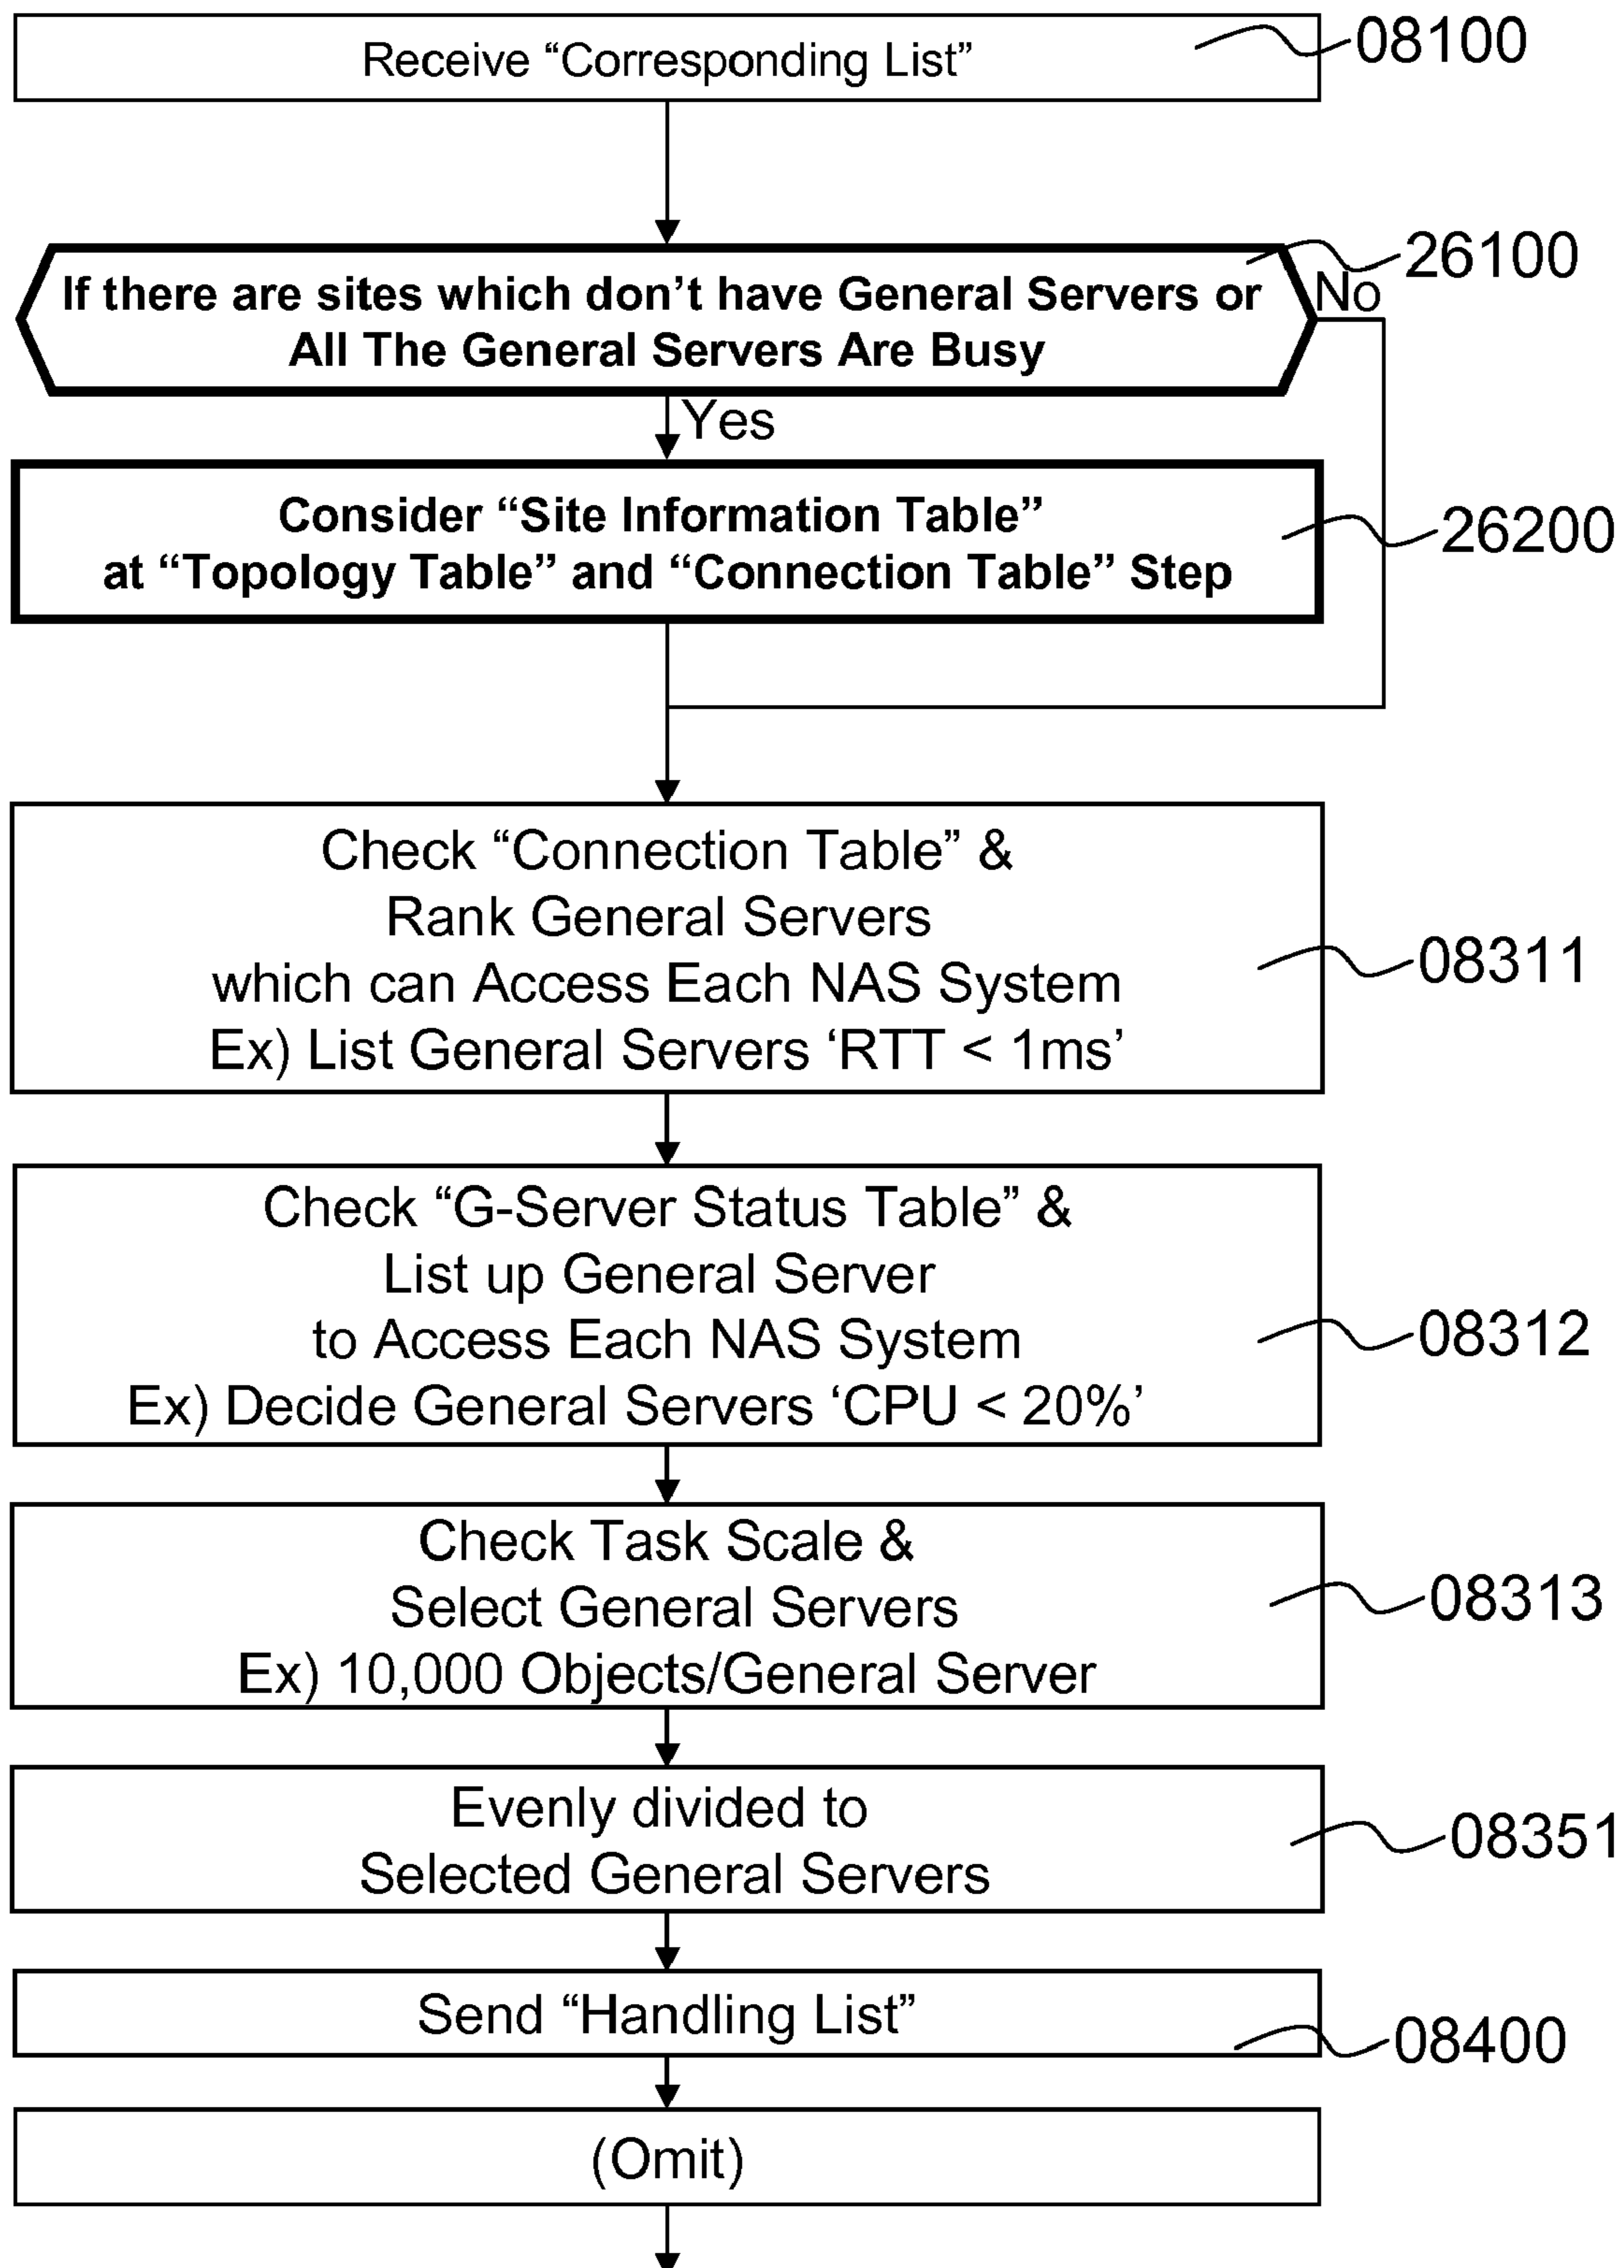 Receive “Corresponding List”
08100
26100
If there are sites which don’t have General Servers or
No
All The General Servers Are Busy
Yes
Consider “Site Information Table”
26200
at “Topology Table” and “Connection Table” Step
Check “Connection Table” &
Rank General Servers
08311
which can Access Each NAS System
Ex) List General Servers ‘RTT < 1ms’
Check “G-Server Status Table” &
List up General Server
08312
to Access Each NAS System
Ex) Decide General Servers ‘CPU < 20%’
Check Task Scale &
08313
Select General Servers
Ex) 10,000 Objects/General Server
Evenly divided to
08351
Selected General Servers
Send “Handling List”
08400
(Omit)